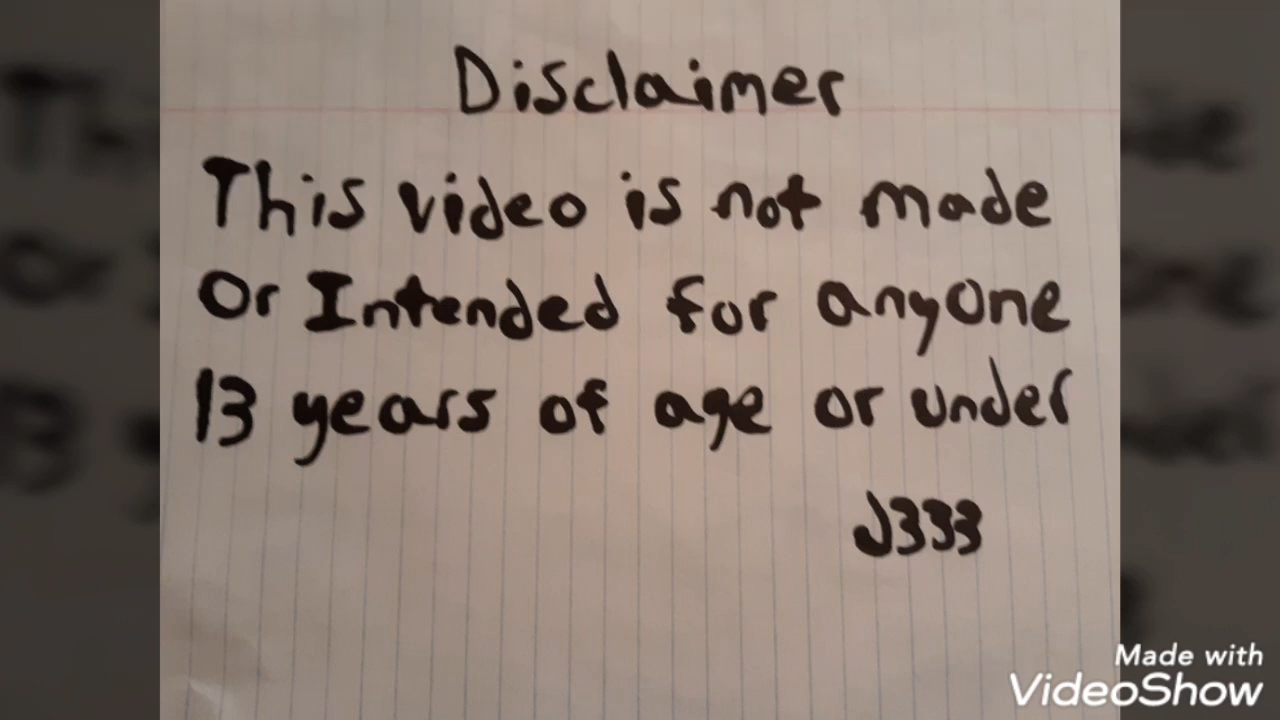 Disclaimer
This video is not made
Or Intended for anyone
13 years of age or under
J333
Made with
VideoShow